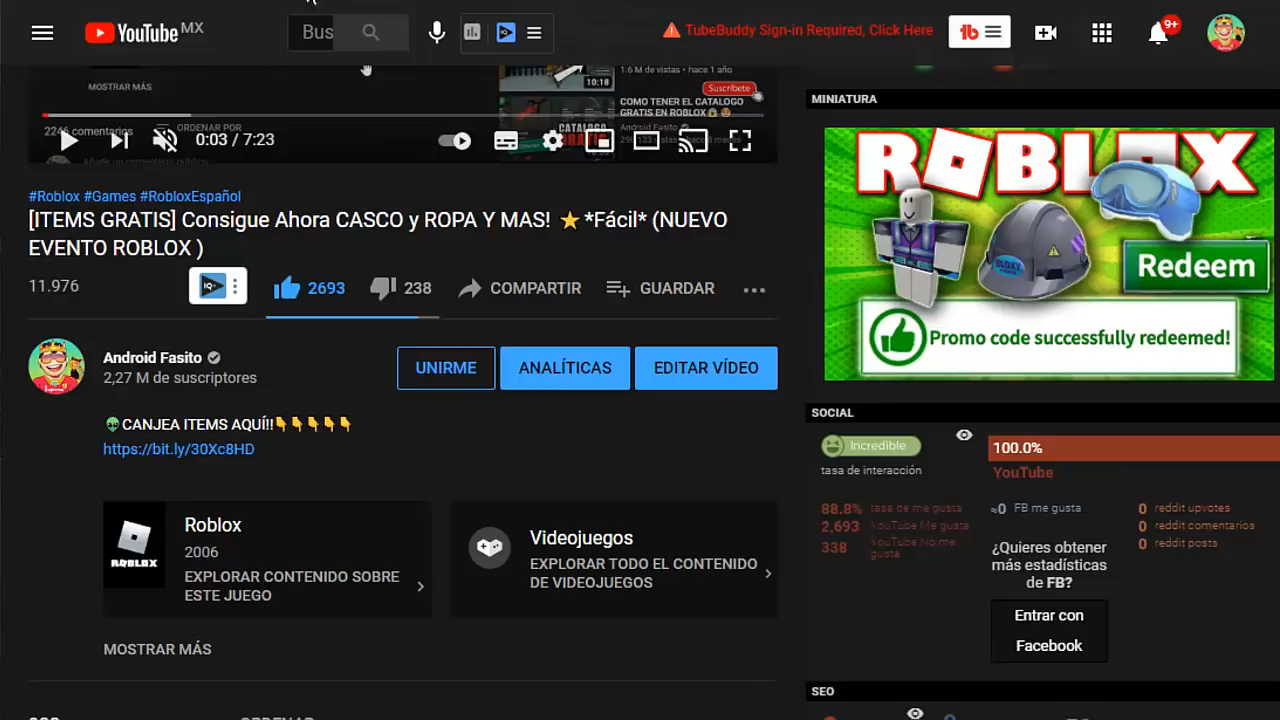 YouTube MX
Bus
TubeBuddy Sign-in Required, Click Here
9+
MOSTRAR MÁS
ORDENAR POR
0:03 / 7:23
10:18
1.6 M de vistas • hace 1 año
Suscríbete
COMO TENER EL CATALOGO
GRATIS EN ROBLOX
Android Fasito
#Roblox #Games #RobloxEspañol
[ITEMS GRATIS] Consigue Ahora CASCO y ROPA Y MAS! ⭐*Fácil* (NUEVO
EVENTO ROBLOX )
11.976
2693
238
COMPARTIR
GUARDAR
Android Fasito
2,27 M de suscriptores
UNIRME
ANALÍTICAS
EDITAR VÍDEO
👽CANJEA ITEMS AQUÍ!!👇👇👇👇👇
https://bit.ly/30Xc8HD
ROBLOX
Roblox
2006
EXPLORAR CONTENIDO SOBRE
ESTE JUEGO
Videojuegos
EXPLORAR TODO EL CONTENIDO
DE VIDEOJUEGOS
MOSTRAR MÁS
MINIATURA
ROBLOX
BLOXY
Redeem
Promo code successfully redeemed!
SOCIAL
Incredible
tasa de interacción
88.8% tasa de me gusta
2,693 YouTube Me gusta
338 YouTube No me
gusta
100.0%
YouTube
≈0 FB me gusta
¿Quieres obtener
más estadísticas
de FB?
Entrar con
Facebook
0 reddit upvotes
0 reddit comentarios
0 reddit posts
SEO